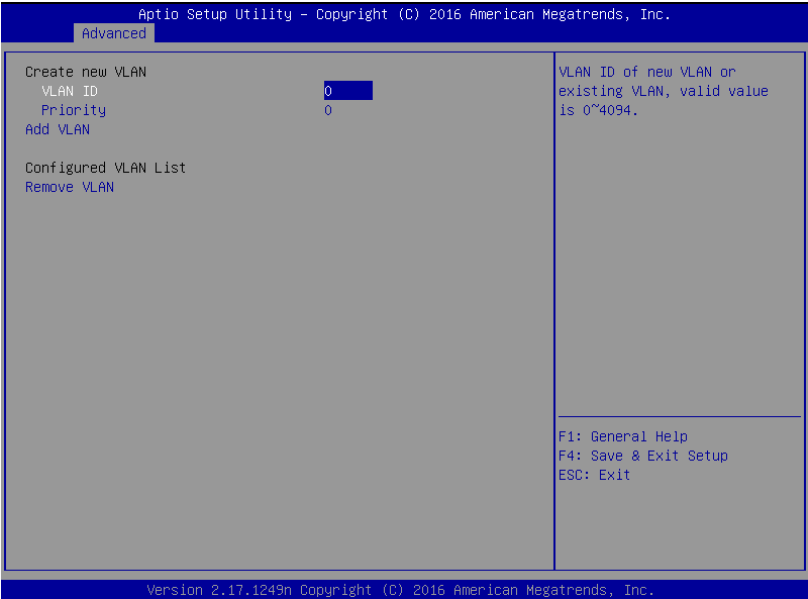 Aptio Setup Utility – Copyright (C) 2016 American Megatrends, Inc.
Advanced
Create new VLAN
VLAN ID 0
Priority 0
Add VLAN
Configured VLAN List
Remove VLAN
VLAN ID of new VLAN or
existing VLAN, valid value
is 0~4094.
F1: General Help
F4: Save & Exit Setup
ESC: Exit
Version 2.17.1249n Copyright (C) 2016 American Megatrends, Inc.